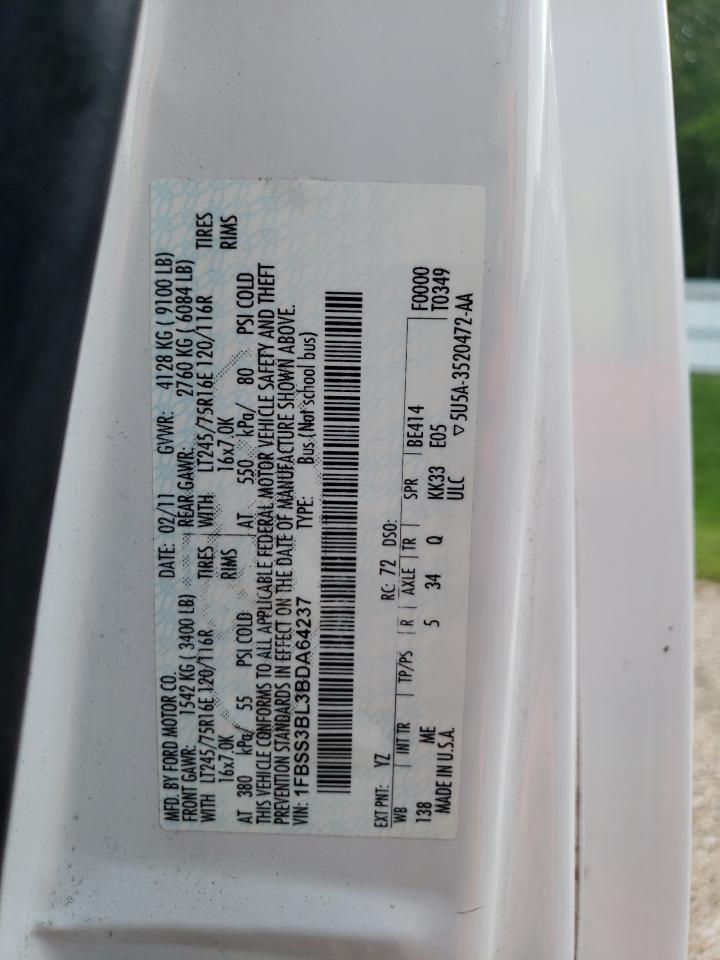 MFD. BY FORD MOTOR CO. DATE: 02/11 GVWR: 4128 KG ( 9100 LB)
FRONT GAWR: 1542 KG ( 3400 LB) REAR GAWR: 2760 KG ( 6084 LB)
WITH LT245/75R16E 120/116R TIRES WITH LT245/75R16E 120/116R TIRES
16x7.0K RIMS 16x7.0K RIMS
AT 380 kPa/ 55 PSI COLD AT 550 kPa/ 80 PSI COLD
THIS VEHICLE CONFORMS TO ALL APPLICABLE FEDERAL MOTOR VEHICLE SAFETY AND THEFT
PREVENTION STANDARDS IN EFFECT ON THE DATE OF MANUFACTURE SHOWN ABOVE.
VIN: 1FBSS3BL3BDA64237 TYPE: Bus (Not school bus)
EXT PNT: YZ RC: 72 DSO:
WB INT TR TP/PS R AXLE TR SPR BE414 F0000
138 ME 5 34 Q KK33 E05 T0349
MADE IN U.S.A. ULC ▽5U5A-3520472-AA